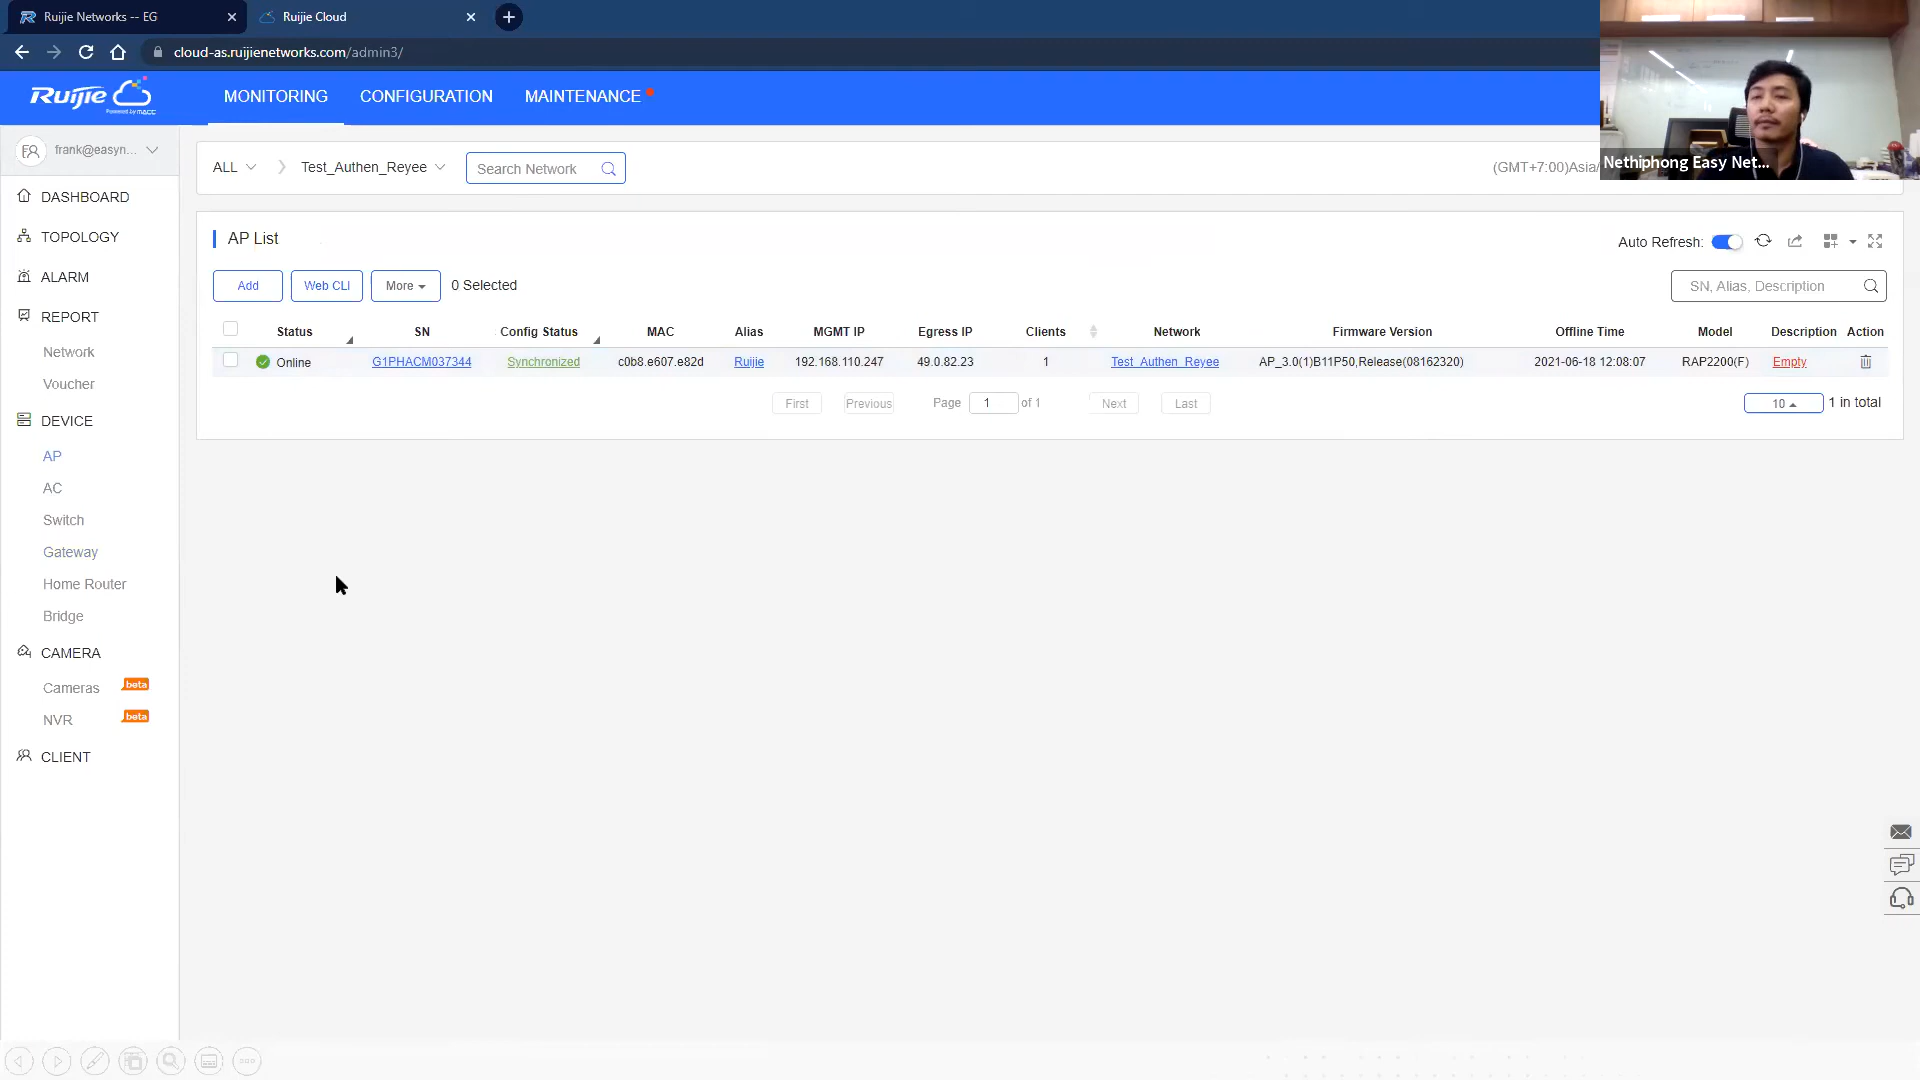 Ruijie Networks -- EG
Ruijie Cloud
cloud-as.ruijienetworks.com/admin3/
Ruijie
Powered by MACC
MONITORING
CONFIGURATION
MAINTENANCE
Nethiphong Easy Net...
FR
frank@easyn...
ALL
Test_Authen_Reyee
Search Network
(GMT+7:00)Asia/
DASHBOARD
TOPOLOGY
ALARM
REPORT
Network
Voucher
DEVICE
AP
AC
Switch
Gateway
Home Router
Bridge
CAMERA
Cameras beta
NVR beta
CLIENT
AP List
Auto Refresh:
Add
Web CLI
More
0 Selected
SN, Alias, Description
Status SN Config Status MAC Alias MGMT IP Egress IP Clients Network Firmware Version Offline Time Model Description Action
Online G1PHACM037344 Synchronized c0b8.e607.e82d Ruijie 192.168.110.247 49.0.82.23 1 Test_Authen_Reyee AP_3.0(1)B11P50,Release(08162320) 2021-06-18 12:08:07 RAP2200(F) Empty
First Previous Page 1 of 1 Next Last 10 1 in total